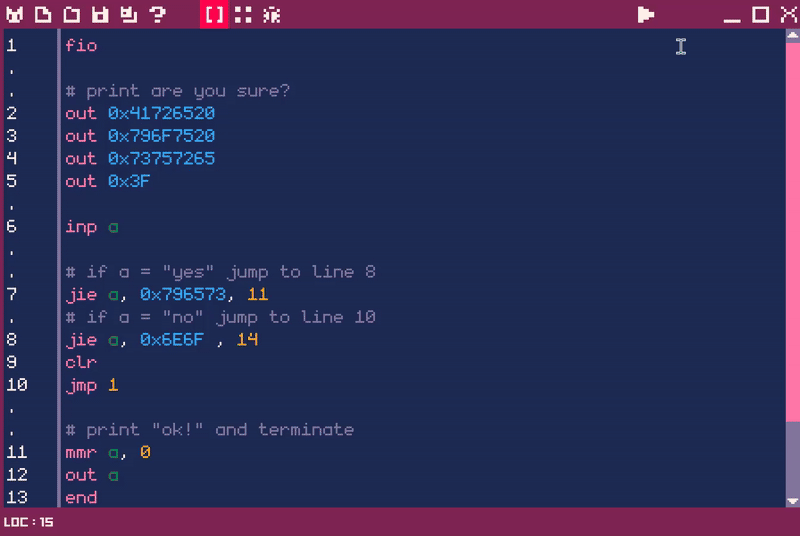 1 fio
.
. # print are you sure?
2 out 0x41726520
3 out 0x796F7520
4 out 0x73757265
5 out 0x3F
.
6 inp a
.
. # if a = "yes" jump to line 8
7 jie a, 0x796573, 11
. # if a = "no" jump to line 10
8 jie a, 0x6E6F , 14
9 clr
10 jmp 1
.
. # print "ok!" and terminate
11 mmr a, 0
12 out a
13 end
LOC:15